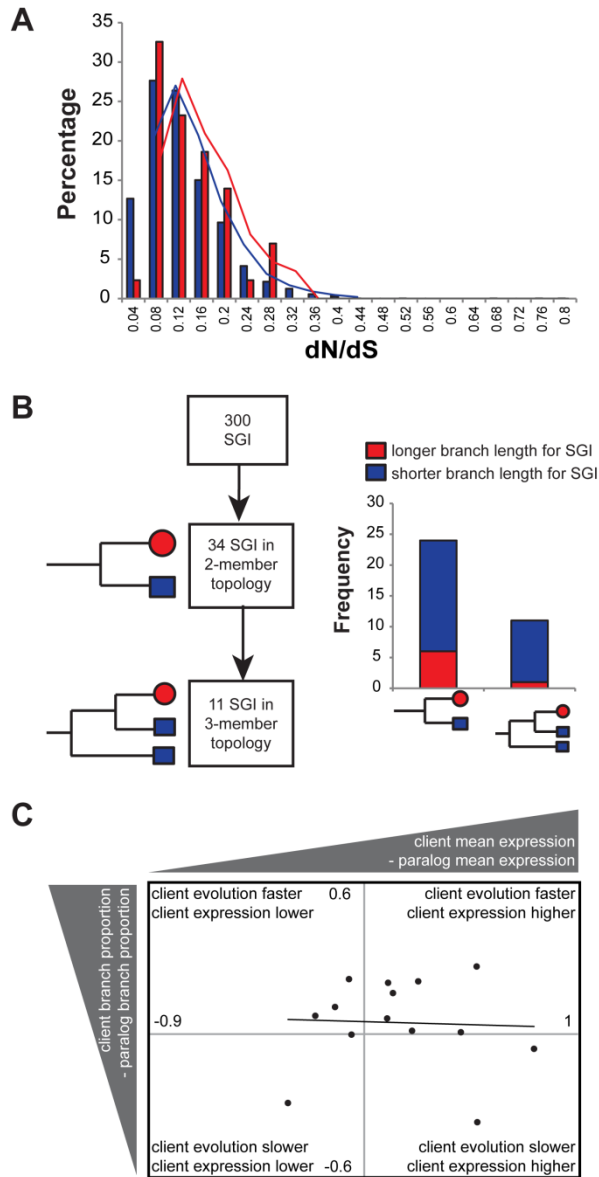 A
35
30
25
20
15
10
5
0
Percentage
0.04 0.08 0.12 0.16 0.2 0.24 0.28 0.32 0.36 0.4 0.44 0.48 0.52 0.56 0.6 0.64 0.68 0.72 0.76 0.8
dN/dS
B
300
SGI
34 SGI in
2-member
topology
11 SGI in
3-member
topology
longer branch length for SGI
shorter branch length for SGI
30
25
20
15
10
5
0
Frequency
C
client mean expression
- paralog mean expression
client branch proportion
- paralog branch proportion
client evolution faster
client expression lower
0.6
client evolution faster
client expression higher
-0.9
1
client evolution slower
client expression lower
-0.6
client evolution slower
client expression higher